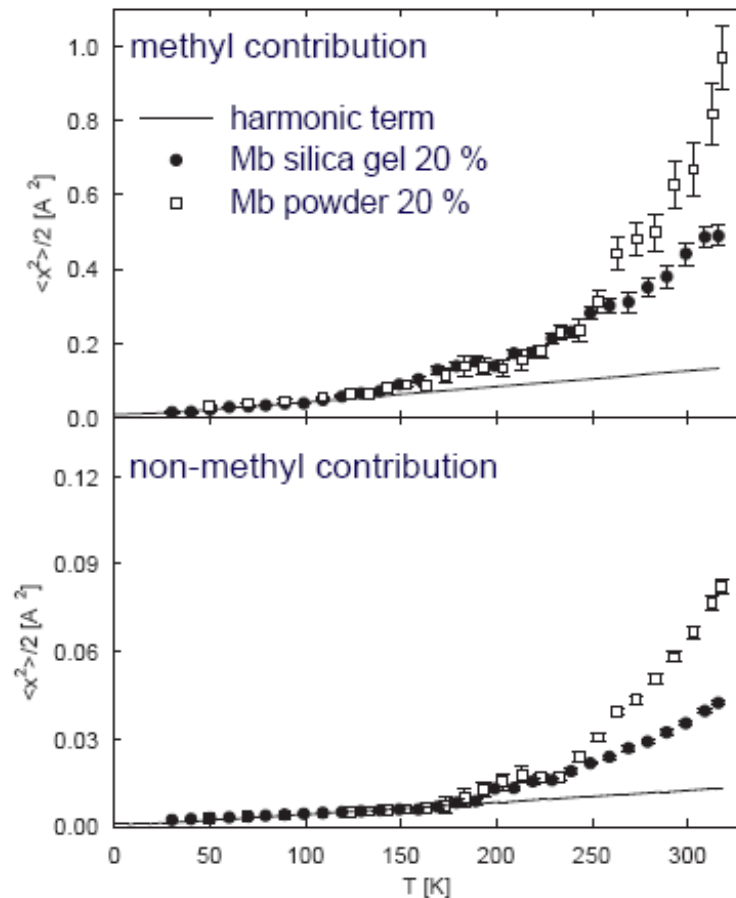 methyl contribution
harmonic term
Mb silica gel 20 %
Mb powder 20 %
<x²>/2 [A ²]
1.0
0.8
0.6
0.4
0.2
0.0
non-methyl contribution
<x²>/2 [A ²]
0.12
0.09
0.06
0.03
0.00
0 50 100 150 200 250 300
T [K]